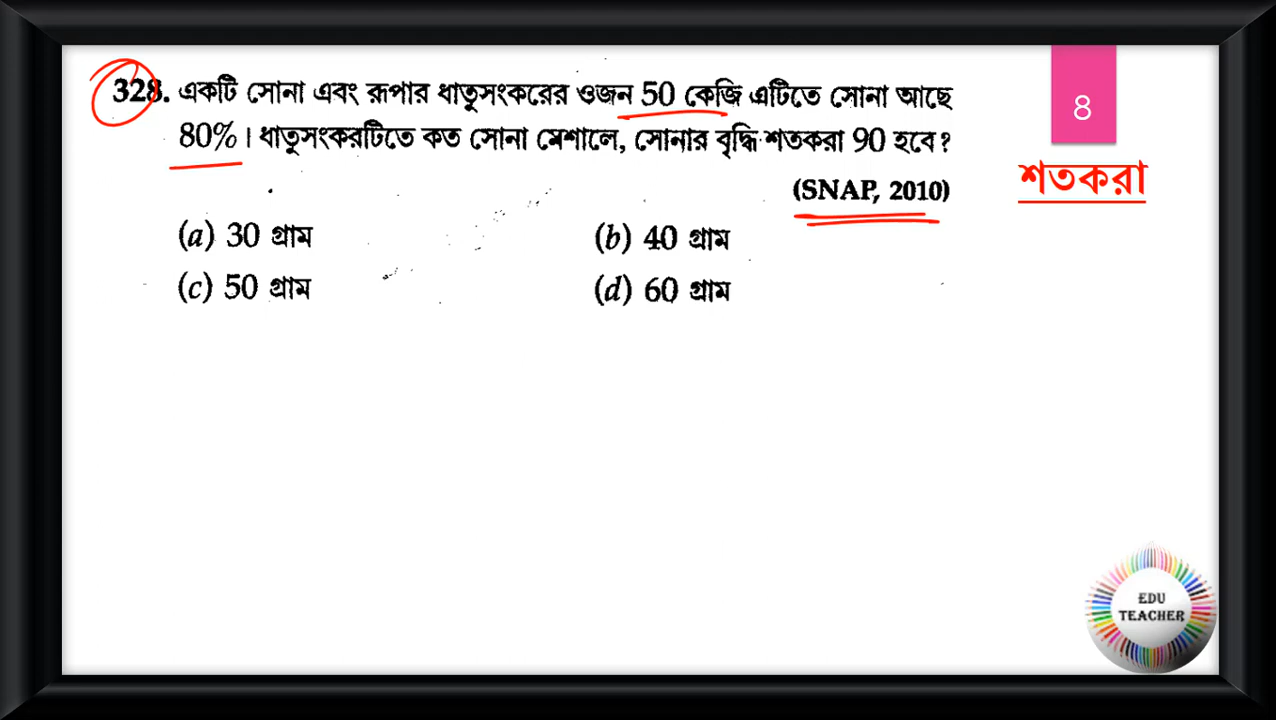 328. একটি সোনা এবং রূপার ধাতুসংকরের ওজন 50 কেজি এটিতে সোনা আছে
80%। ধাতুসংকরটিতে কত সোনা মেশালে, সোনার বৃদ্ধি শতকরা 90 হবে?
(SNAP, 2010)
(a) 30 গ্রাম (b) 40 গ্রাম
(c) 50 গ্রাম (d) 60 গ্রাম
8
শতকরা
EDU
TEACHER